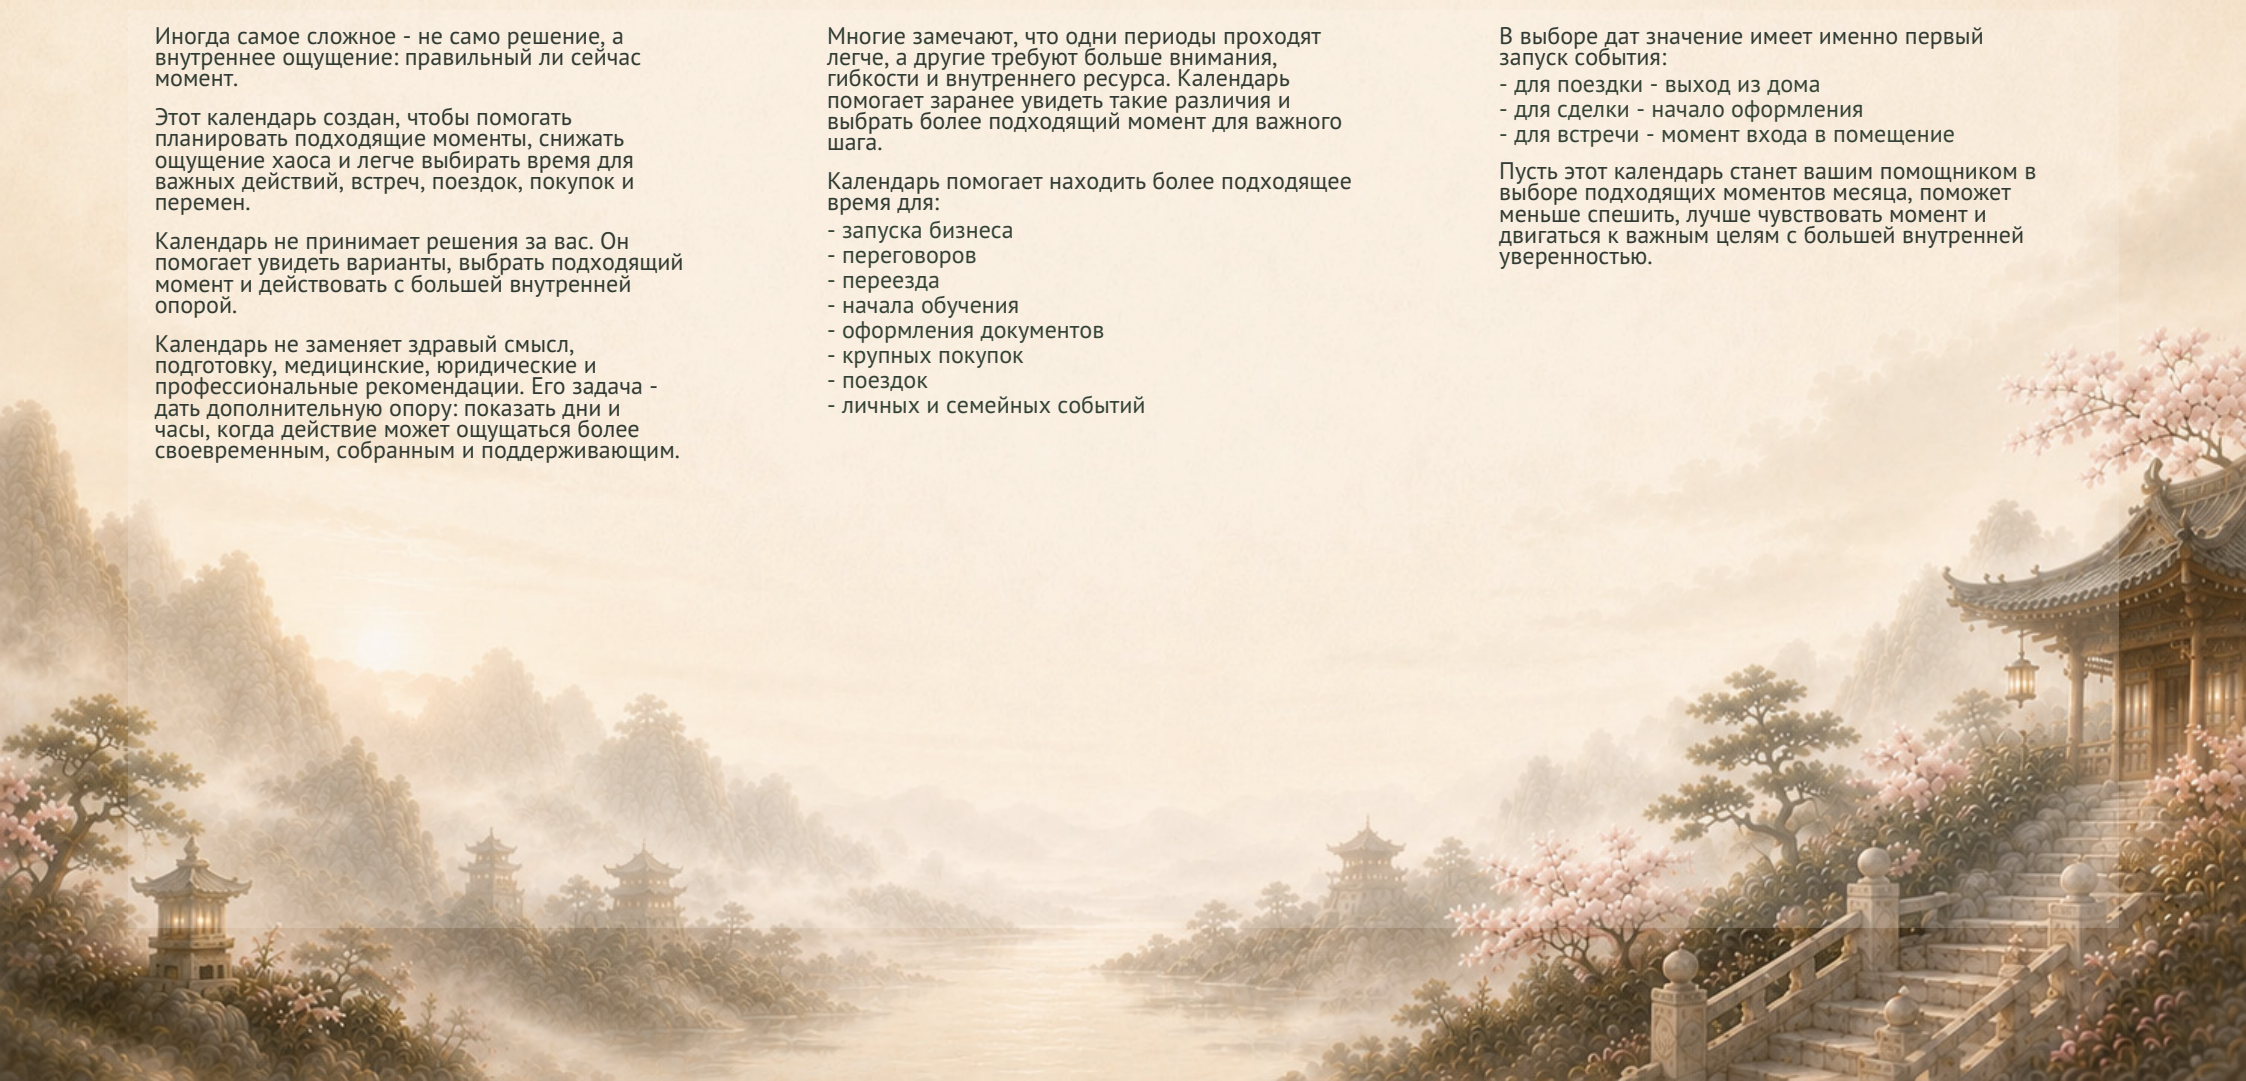 Иногда самое сложное - не само решение, а
внутреннее ощущение: правильный ли сейчас
момент.
Этот календарь создан, чтобы помогать
планировать подходящие моменты, снижать
ощущение хаоса и легче выбирать время для
важных действий, встреч, поездок, покупок и
перемен.
Календарь не принимает решения за вас. Он
помогает увидеть варианты, выбрать подходящий
момент и действовать с большей внутренней
опорой.
Календарь не заменяет здравый смысл,
подготовку, медицинские, юридические и
профессиональные рекомендации. Его задача -
дать дополнительную опору: показать дни и
часы, когда действие может ощущаться более
своевременным, собранным и поддерживающим.
Многие замечают, что одни периоды проходят
легче, а другие требуют больше внимания,
гибкости и внутреннего ресурса. Календарь
помогает заранее увидеть такие различия и
выбрать более подходящий момент для важного
шага.
Календарь помогает находить более подходящее
время для:
- запуска бизнеса
- переговоров
- переезда
- начала обучения
- оформления документов
- крупных покупок
- поездок
- личных и семейных событий
В выборе дат значение имеет именно первый
запуск события:
- для поездки - выход из дома
- для сделки - начало оформления
- для встречи - момент входа в помещение
Пусть этот календарь станет вашим помощником в
выборе подходящих моментов месяца, поможет
меньше спешить, лучше чувствовать момент и
двигаться к важным целям с большей внутренней
уверенностью.